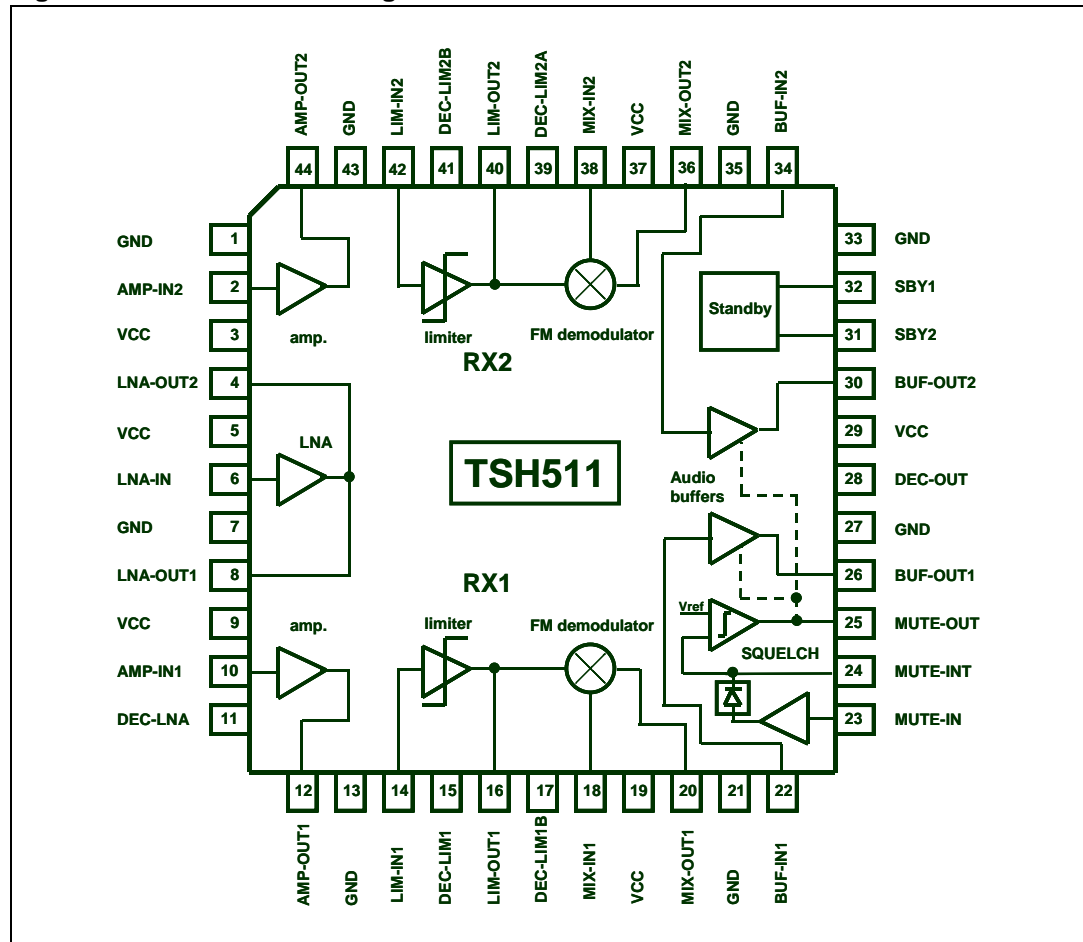 AMP-OUT2
GND
LIM-IN2
DEC-LIM2B
LIM-OUT2
DEC-LIM2A
MIX-IN2
VCC
MIX-OUT2
GND
BUF-IN2
44
43
42
41
40
39
38
37
36
35
34
GND 1
AMP-IN2 2
VCC 3
LNA-OUT2 4
VCC 5
LNA-IN 6
GND 7
LNA-OUT1 8
VCC 9
AMP-IN1 10
DEC-LNA 11
amp.
limiter
FM demodulator
RX2
Standby
LNA
TSH511
Audio
buffers
RX1
amp.
limiter
FM demodulator
Vref
SQUELCH
33 GND
32 SBY1
31 SBY2
30 BUF-OUT2
29 VCC
28 DEC-OUT
27 GND
26 BUF-OUT1
25 MUTE-OUT
24 MUTE-INT
23 MUTE-IN
12
13
14
15
16
17
18
19
20
21
22
AMP-OUT1
GND
LIM-IN1
DEC-LIM1
LIM-OUT1
DEC-LIM1B
MIX-IN1
VCC
MIX-OUT1
GND
BUF-IN1